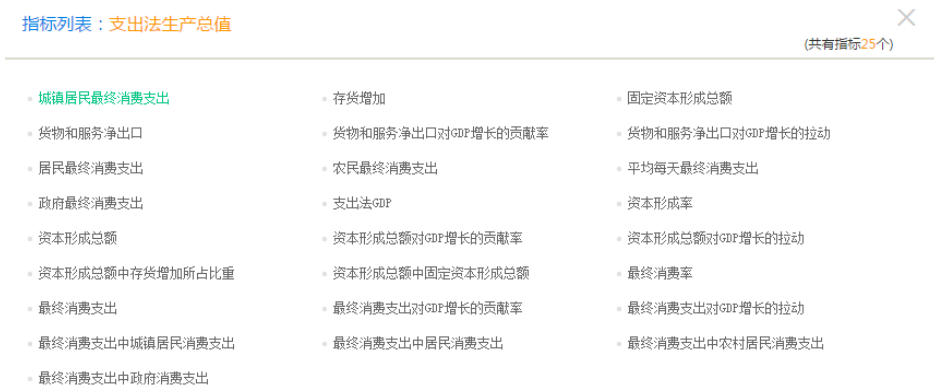 指标列表：支出法生产总值
(共有指标25个)
城镇居民最终消费支出 存货增加 固定资本形成总额
货物和服务净出口 货物和服务净出口对GDP增长的贡献率 货物和服务净出口对GDP增长的拉动
居民最终消费支出 农民最终消费支出 平均每天最终消费支出
政府最终消费支出 支出法GDP 资本形成率
资本形成总额 资本形成总额对GDP增长的贡献率 资本形成总额对GDP增长的拉动
资本形成总额中存货增加所占比重 资本形成总额中固定资本形成总额 最终消费率
最终消费支出 最终消费支出对GDP增长的贡献率 最终消费支出对GDP增长的拉动
最终消费支出中城镇居民消费支出 最终消费支出中居民消费支出 最终消费支出中农村居民消费支出
最终消费支出中政府消费支出